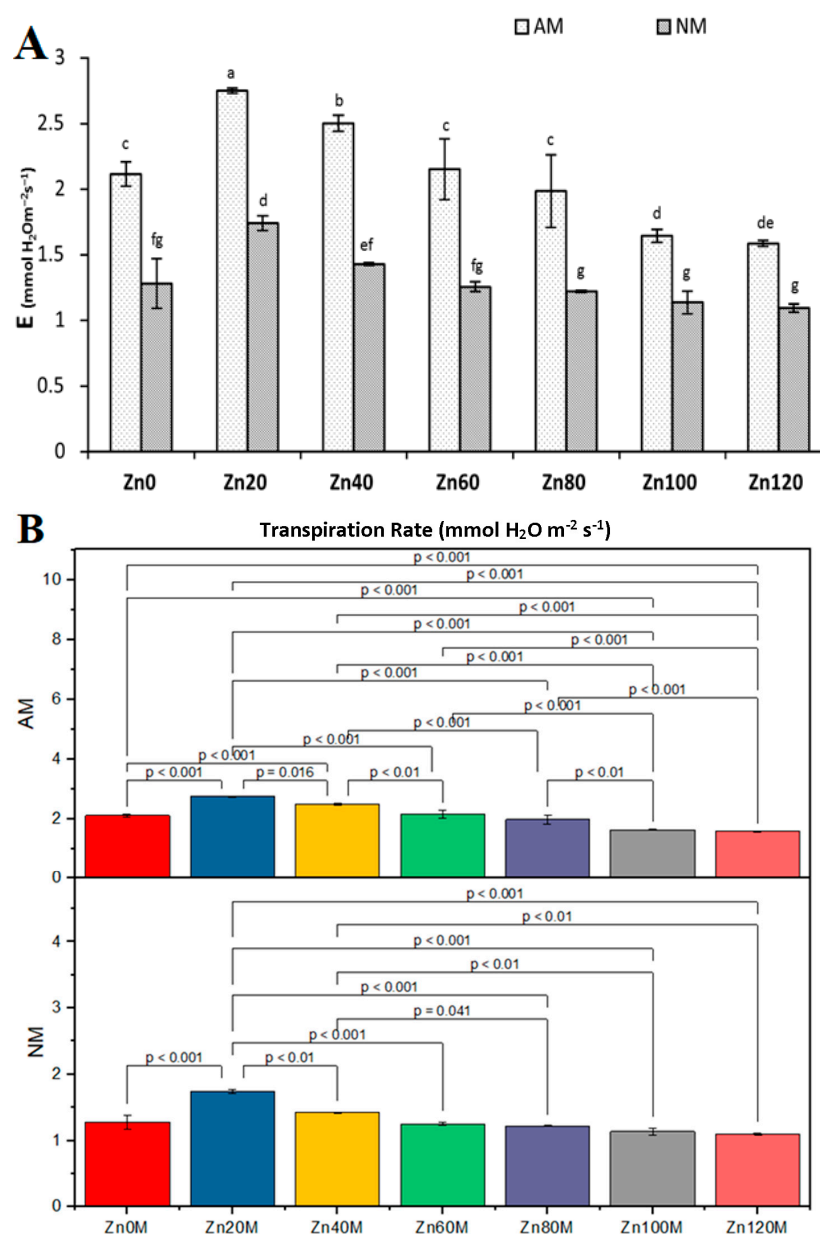 A
AM NM
3
2.5
2
1.5
1
0.5
0
E (mmol H₂Om⁻²s⁻¹)
c
fg
a
d
b
ef
c
fg
c
g
d
g
de
g
Zn0 Zn20 Zn40 Zn60 Zn80 Zn100 Zn120
B
Transpiration Rate (mmol H₂O m⁻² s⁻¹)
AM
10
8
6
4
2
0
p < 0.001
p < 0.001
p < 0.001
p < 0.001
p < 0.001
p < 0.001
p < 0.001
p < 0.001
p < 0.001
p < 0.001
p < 0.001
p < 0.001
p < 0.001
p < 0.001 p = 0.016 p < 0.01 p < 0.01
NM
4
3
2
1
0
p < 0.001
p < 0.01
p < 0.001
p < 0.01
p < 0.001
p = 0.041
p < 0.001
p < 0.001 p < 0.01
Zn0M Zn20M Zn40M Zn60M Zn80M Zn100M Zn120M